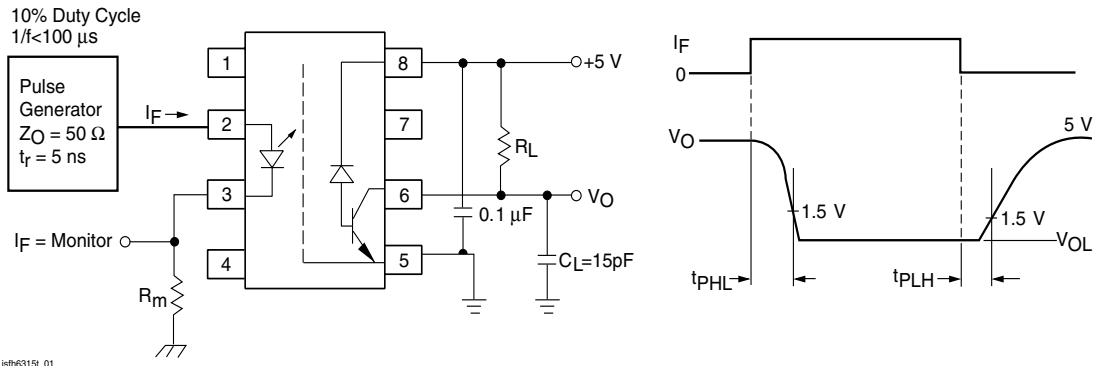 10% Duty Cycle
1/f<100 μs
Pulse
Generator
ZO = 50 Ω
tr = 5 ns
IF
1
2
3
4
8
7
6
5
+5 V
RL
VO
0.1 μF
CL=15pF
IF = Monitor
Rm
isfh6315t_01
IF
0
VO
5 V
1.5 V
1.5 V
VOL
tPHL
tPLH